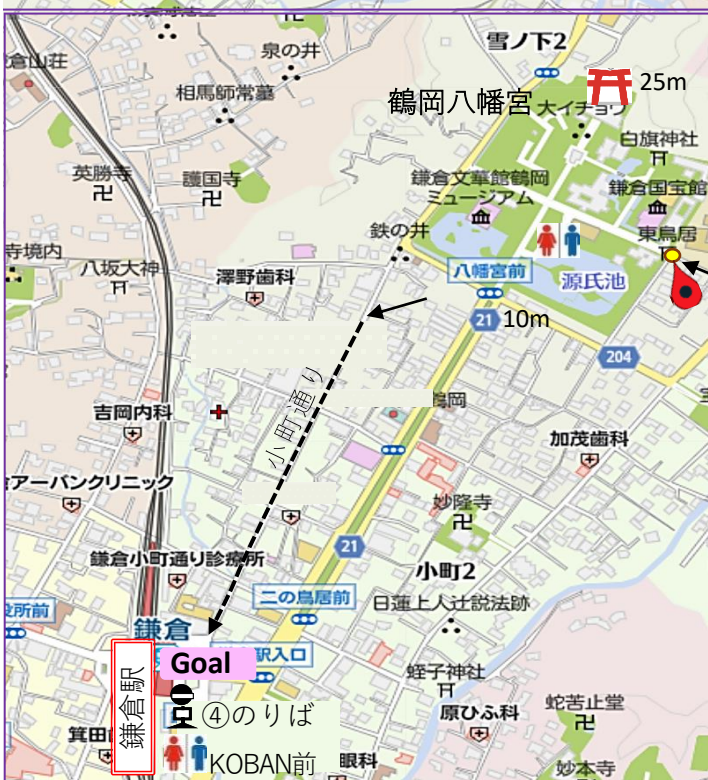 雪ノ下2
倉山荘
泉の井
25m
相馬師常墓
鶴岡八幡宮
大イチョウ
白旗神社
英勝寺
護国寺
鎌倉文華館鶴岡
ミュージアム
鎌倉国宝館
鉄の井
東鳥居
寺境内
八坂大神
澤野歯科
八幡宮前
源氏池
21
10m
204
小町通り
吉岡内科
鶴岡
加茂歯科
アーバンクリニック
妙隆寺
21
鎌倉小町通り診療所
小町2
役所前
二の鳥居前
日蓮上人辻説法跡
鎌倉
Goal
駅入口
蛭子神社
鎌倉駅
④のりば
原ひふ科
蛇苦止堂
箕田
KOBAN前
眼科
妙本寺